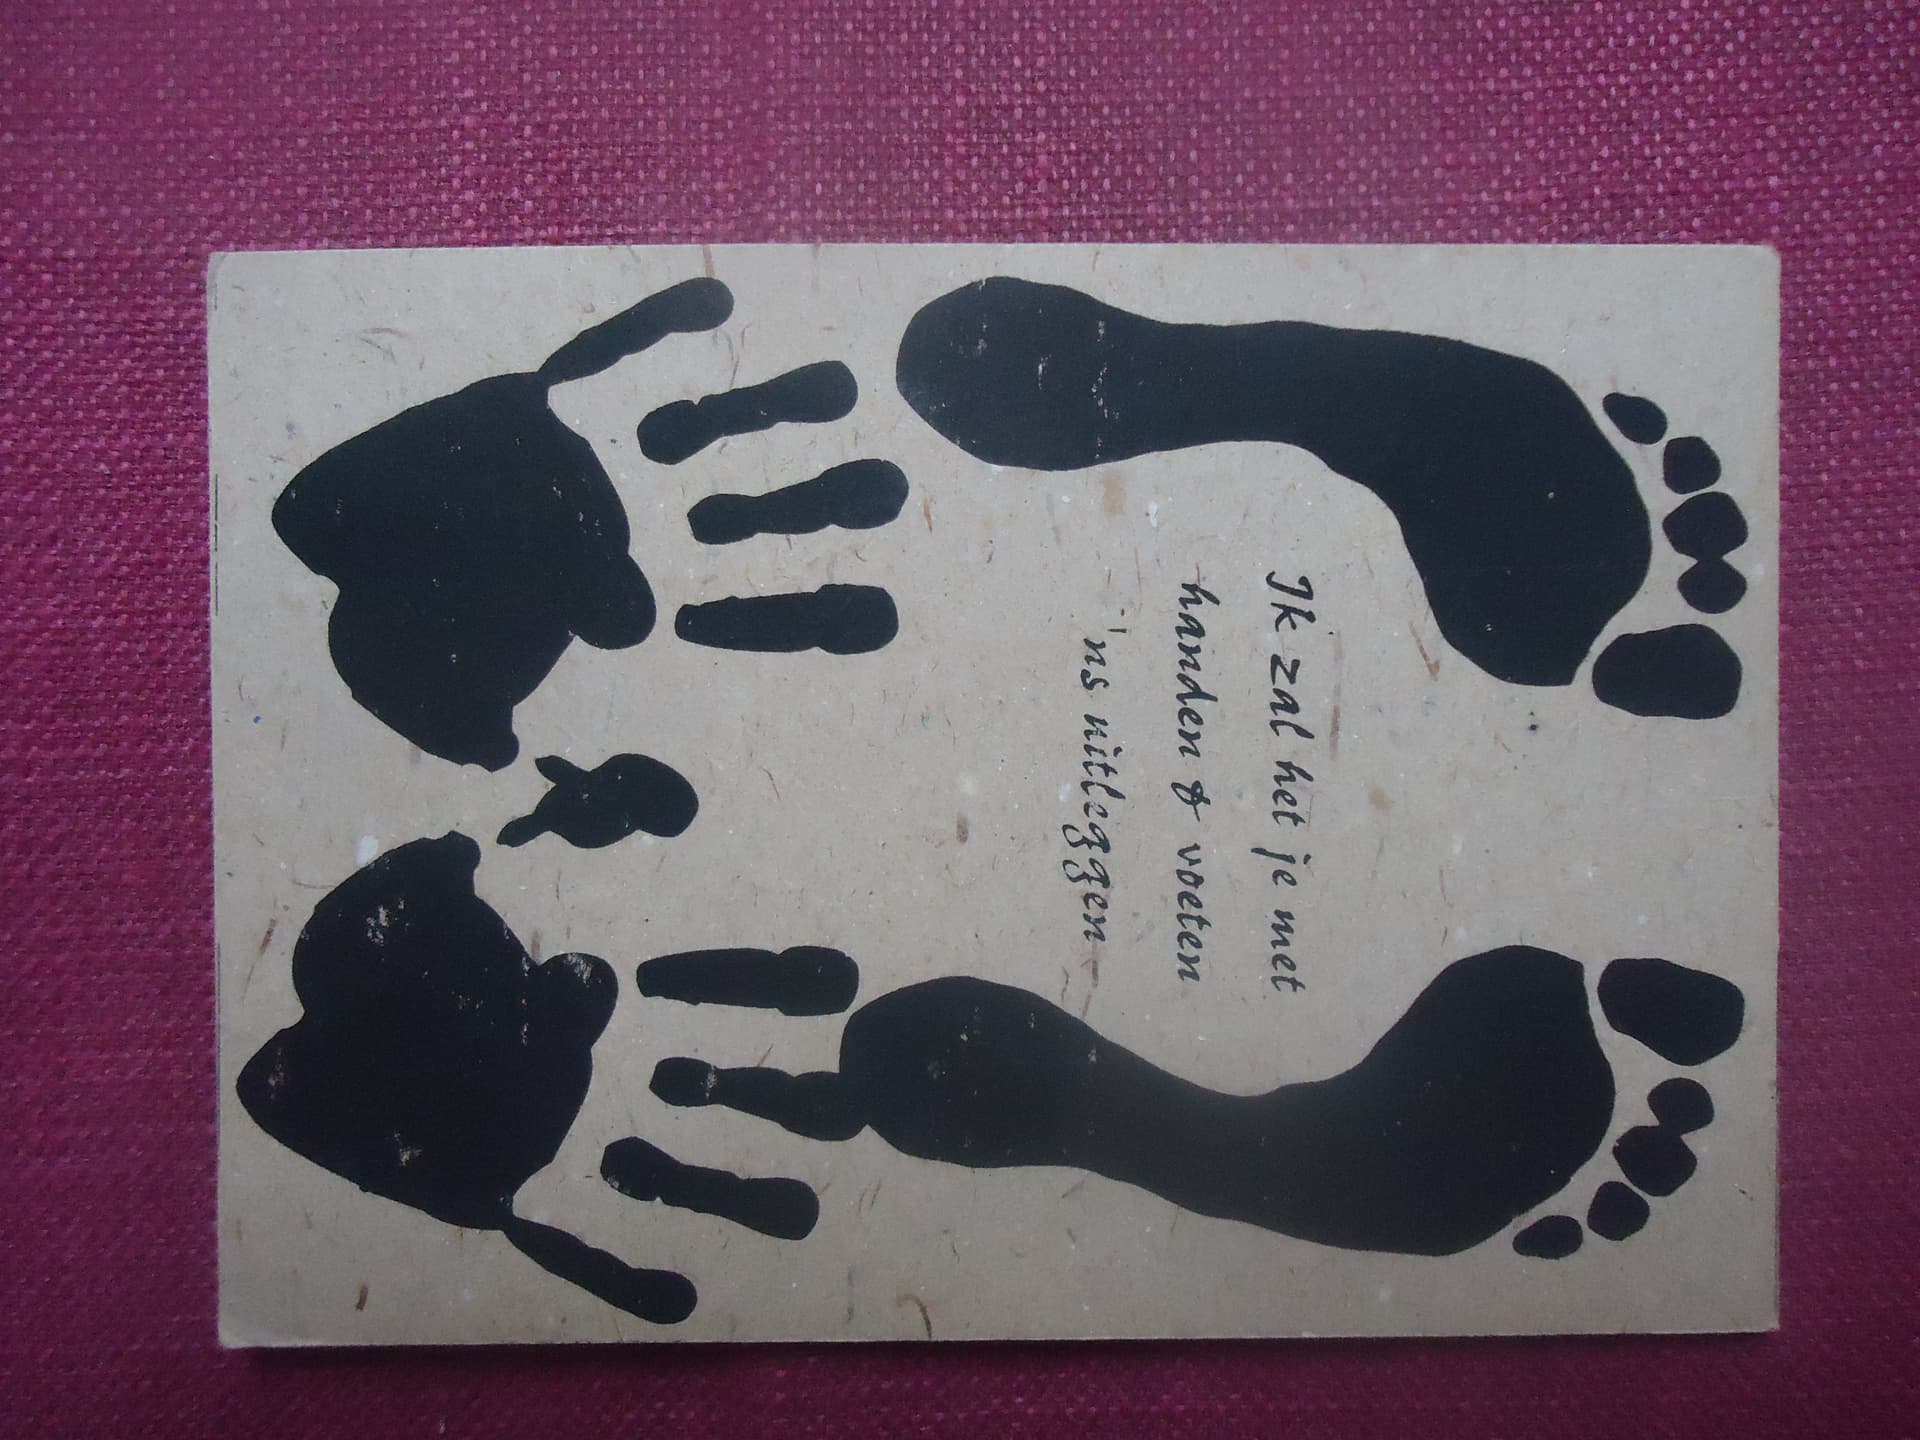 Ik zal het je met
handen & voeten
'ns uitleggen